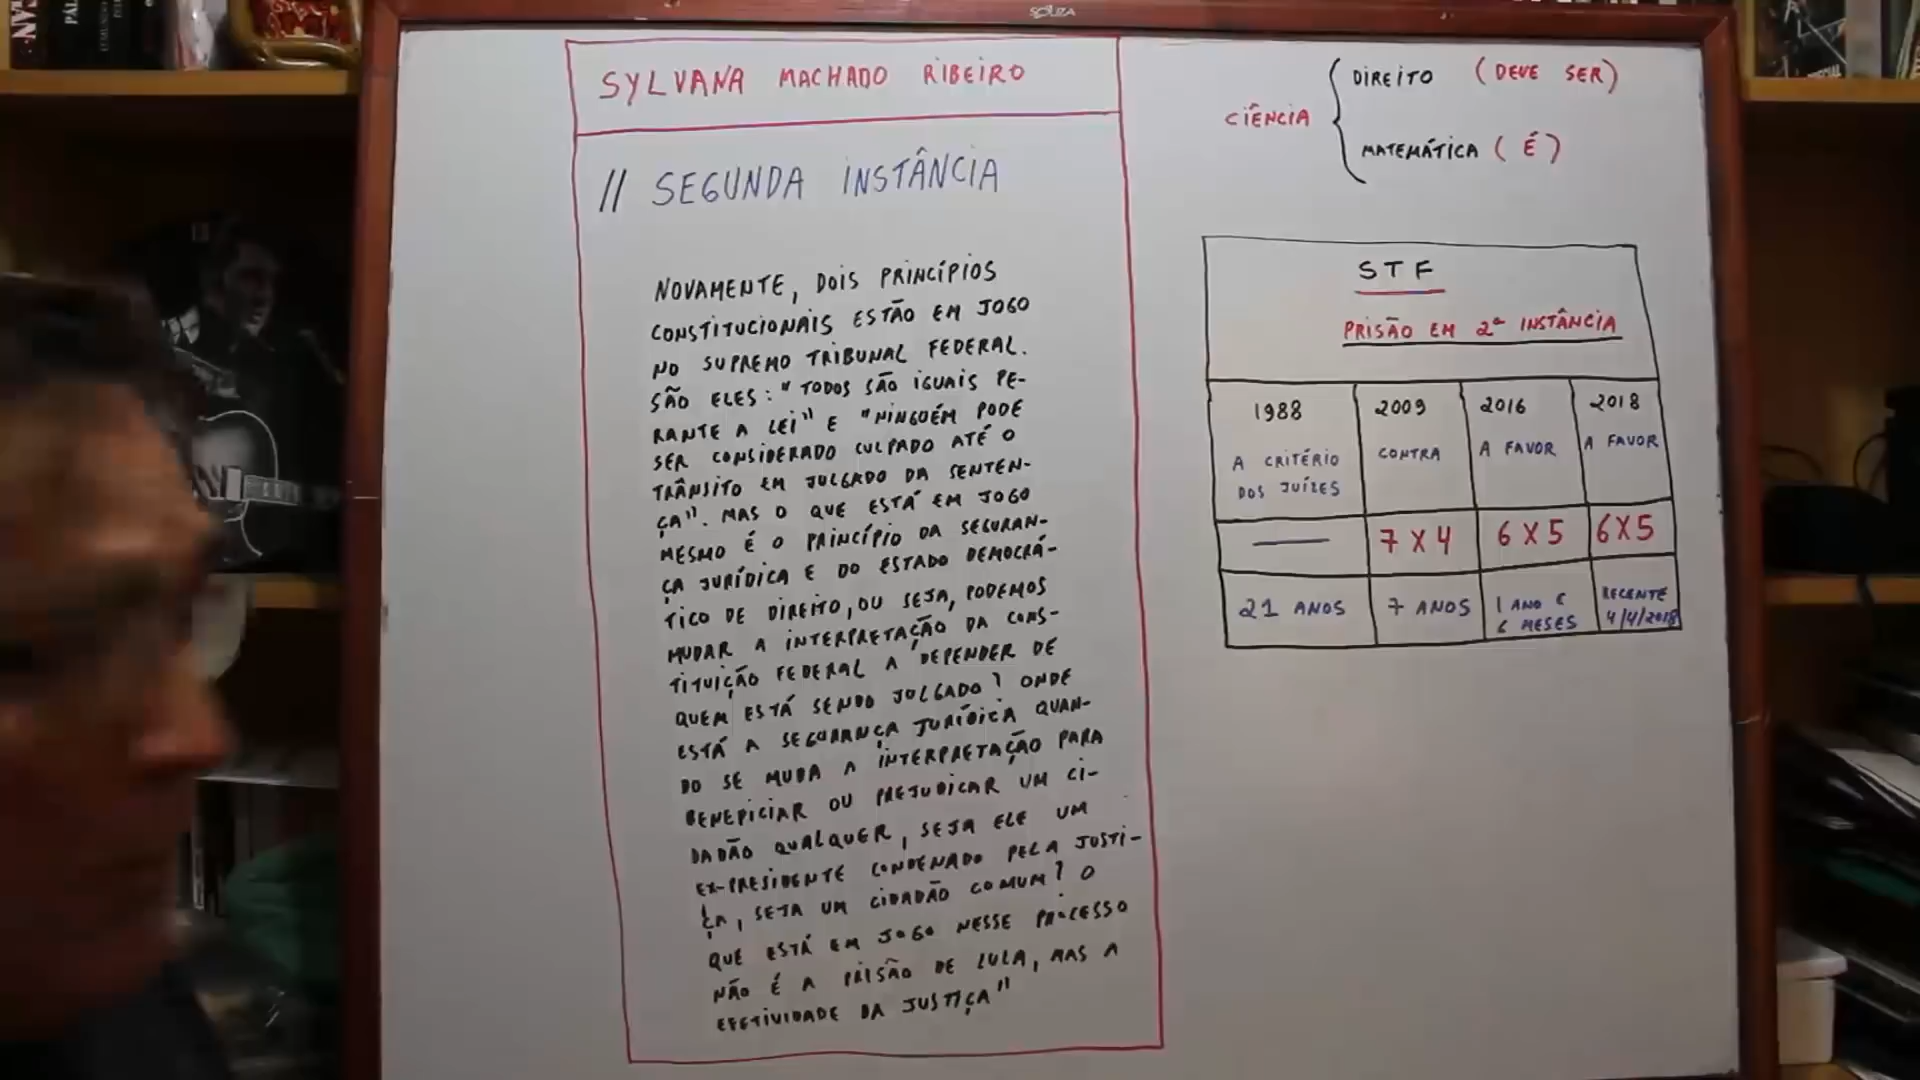 SOUZA
SYLVANA MACHADO RIBEIRO
// SEGUNDA INSTÂNCIA
NOVAMENTE, DOIS PRINCÍPIOS
CONSTITUCIONAIS ESTÃO EM JOGO
NO SUPREMO TRIBUNAL FEDERAL.
SÃO ELES: "TODOS SÃO IGUAIS PE-
RANTE A LEI" E "NINGUÉM PODE
SER CONSIDERADO CULPADO ATÉ O
TRÂNSITO EM JULGADO DA SENTEN-
ÇA". MAS O QUE ESTÁ EM JOGO
MESMO É O PRINCÍPIO DA SEGURAN-
ÇA JURÍDICA E DO ESTADO DEMOCRÁ-
TICO DE DIREITO, OU SEJA, PODEMOS
MUDAR A INTERPRETAÇÃO DA CONS-
TITUIÇÃO FEDERAL A DEPENDER DE
QUEM ESTÁ SENDO JULGADO? ONDE
ESTÁ A SEGURANÇA JURÍDICA QUAN-
DO SE MUDA A INTERPRETAÇÃO PARA
BENEFICIAR OU PREJUDICAR UM CI-
DADÃO QUALQUER, SEJA ELE UM
EX-PRESIDENTE CONDENADO PELA JUSTI-
ÇA, SEJA UM CIDADÃO COMUM? O
QUE ESTÁ EM JOGO NESSE PROCESSO
NÃO É A PRISÃO DE LULA, MAS A
EFETIVIDADE DA JUSTIÇA"
CIÊNCIA
DIREITO (DEVE SER)
MATEMÁTICA (É)
STF
PRISÃO EM 2ª INSTÂNCIA
1988 2009 2016 2018
A CRITÉRIO DOS JUÍZES CONTRA A FAVOR A FAVOR
7 X 4 6 X 5 6 X 5
21 ANOS 7 ANOS 1 ANO E 6 MESES RECENTE 4/4/2018